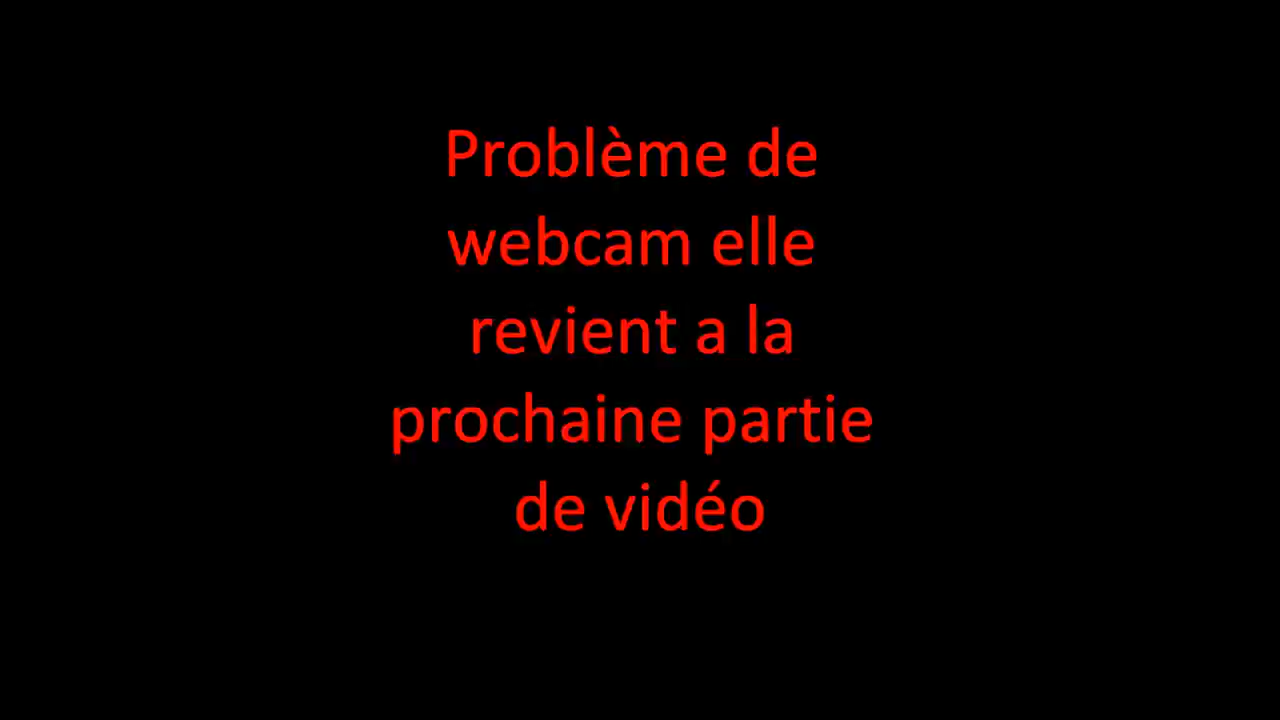 Problème de
webcam elle
revient a la
prochaine partie
de vidéo